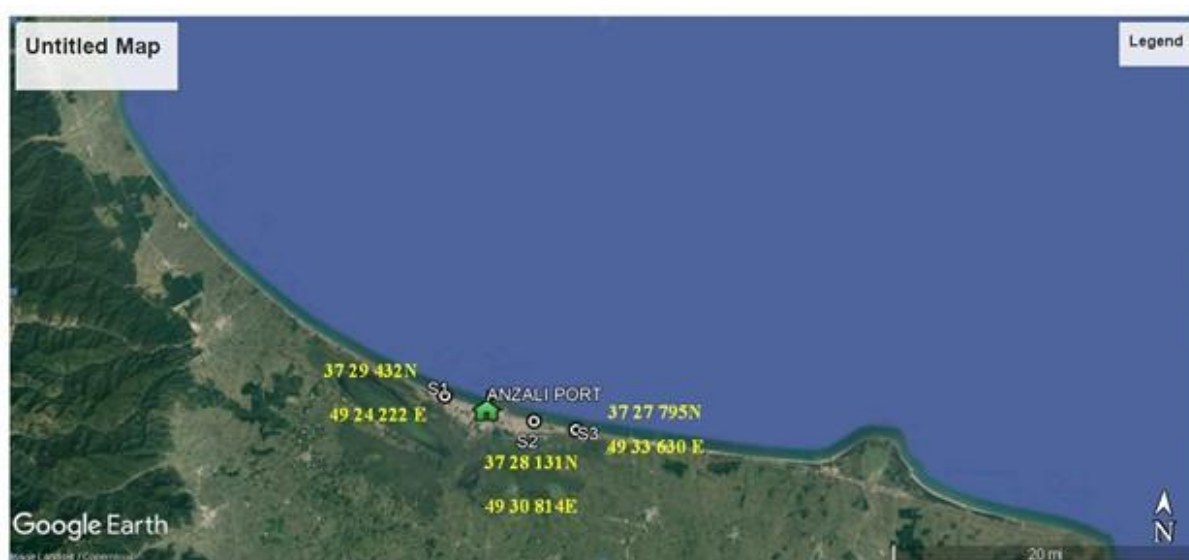 Untitled Map
Legend
37 29 432N
S1
ANZALI PORT
49 24 222 E
37 27 795N
S2
S3
49 33 630 E
37 28 131N
49 30 814E
Google Earth
N
20 mi